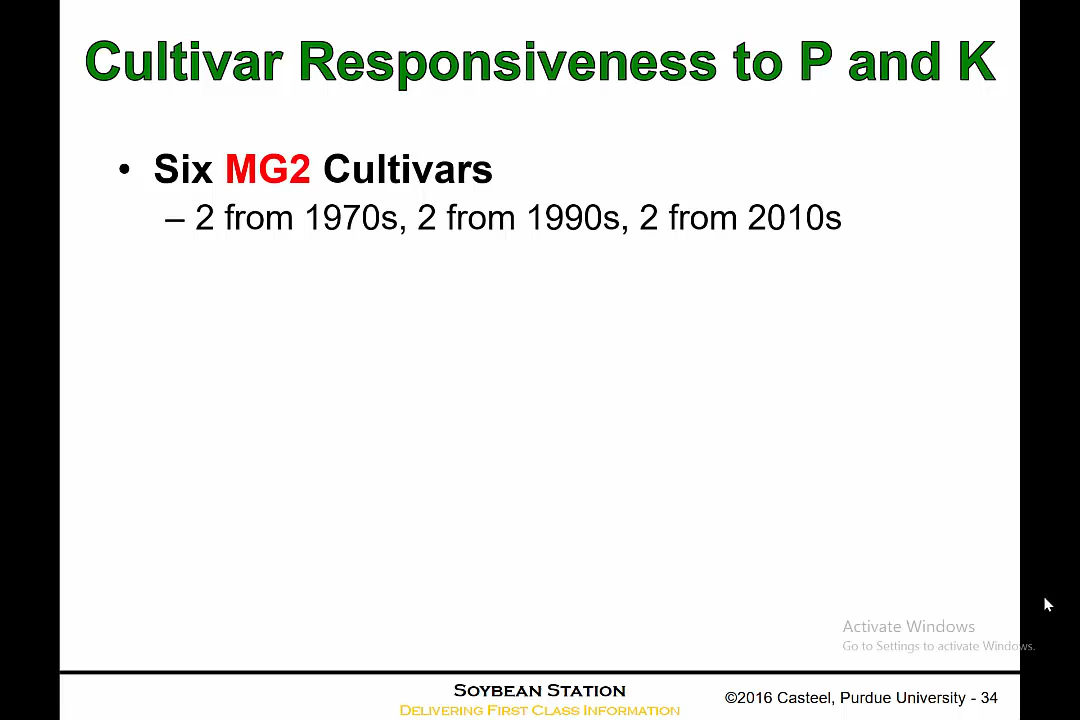 Cultivar Responsiveness to P and K
• Six MG2 Cultivars
– 2 from 1970s, 2 from 1990s, 2 from 2010s
Activate Windows
Go to Settings to activate Windows.
SOYBEAN STATION
DELIVERING FIRST CLASS INFORMATION
©2016 Casteel, Purdue University - 34